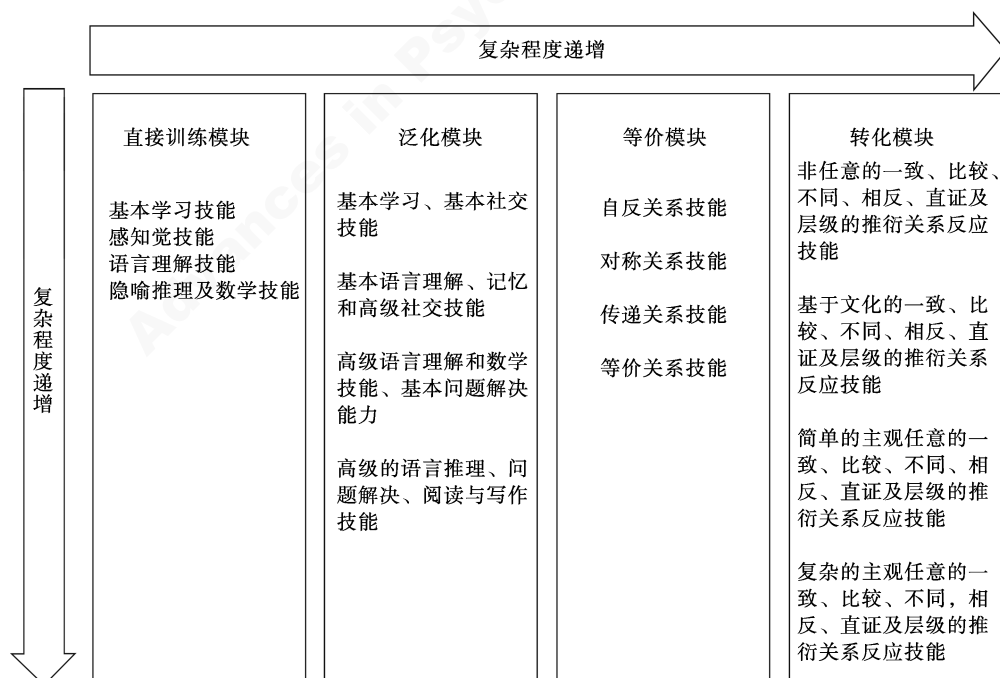 复杂程度递增
复杂程度递增
直接训练模块
基本学习技能
感知觉技能
语言理解技能
隐喻推理及数学技能
泛化模块
基本学习、基本社交
技能
基本语言理解、记忆
和高级社交技能
高级语言理解和数学
技能、基本问题解决
能力
高级的语言推理、问
题解决、阅读与写作
技能
等价模块
自反关系技能
对称关系技能
传递关系技能
等价关系技能
转化模块
非任意的一致、比较、
不同、相反、直证及
层级的推衍关系反应
技能
基于文化的一致、比
较、不同、相反、直
证及层级的推衍关系
反应技能
简单的主观任意的一
致、比较、不同、相
反、直证及层级的推
衍关系反应技能
复杂的主观任意的一
致、比较、不同，相
反、直证及层级的推
衍关系反应技能
Advances in Psy